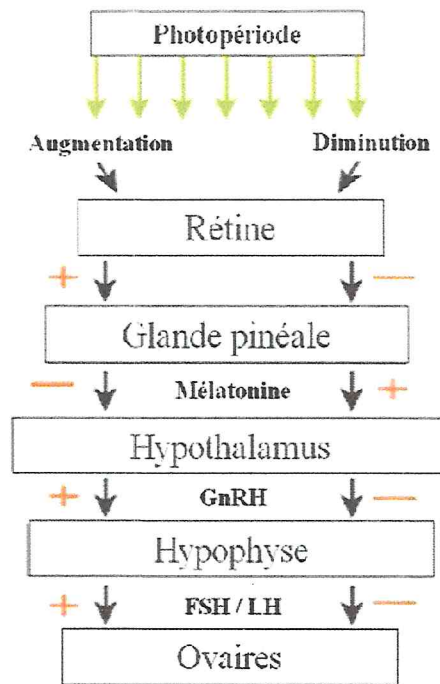 Photopériode
Augmentation Diminution
Rétine
+ —
Glande pinéale
— Mélatonine +
Hypothalamus
+ GnRH —
Hypophyse
+ FSH / LH —
Ovaires